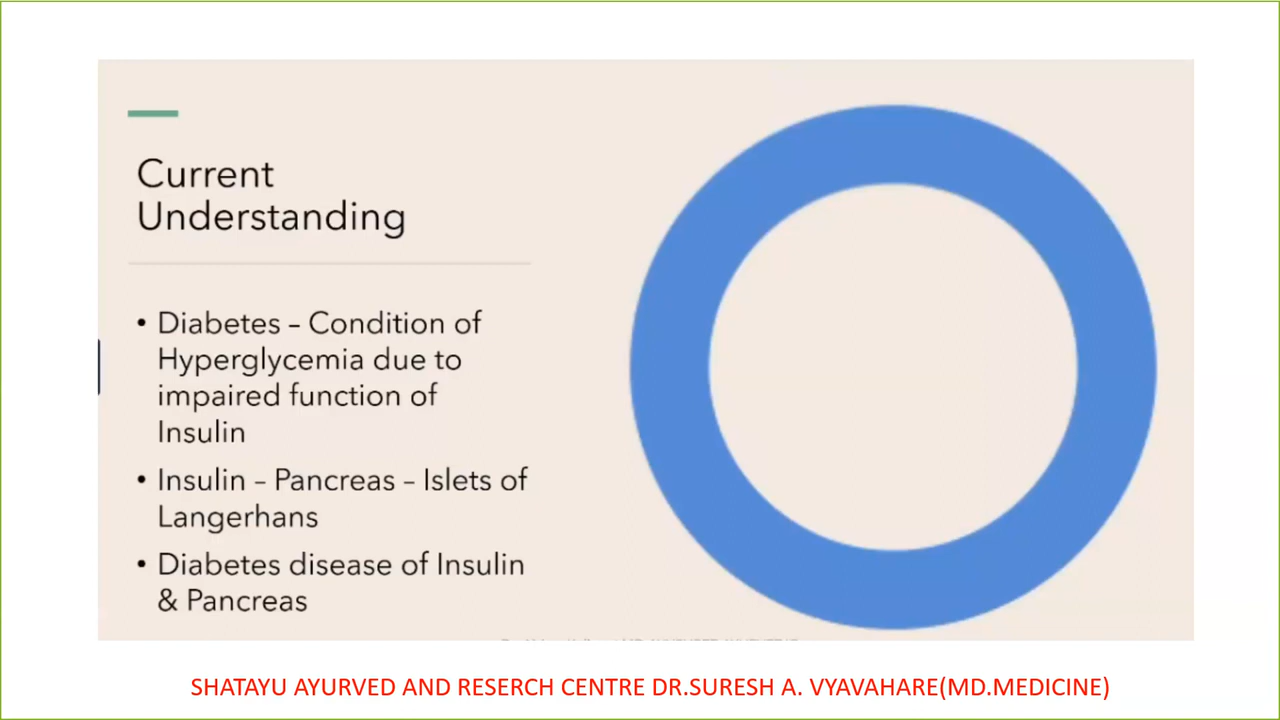 Current
Understanding
• Diabetes – Condition of
Hyperglycemia due to
impaired function of
Insulin
• Insulin – Pancreas – Islets of
Langerhans
• Diabetes disease of Insulin
& Pancreas
SHATAYU AYURVED AND RESERCH CENTRE DR.SURESH A. VYAVAHARE(MD.MEDICINE)